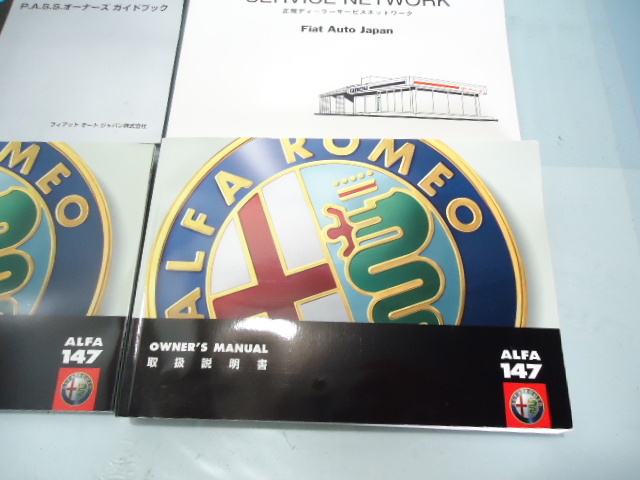 P.A.S.S.オーナーズ ガイドブック
フィアット オート ジャパン株式会社
SERVICE NETWORK
正規ディーラーサービスネットワーク
Fiat Auto Japan
ROMEO
ALFA
147
ALFA ROMEO
OWNER'S MANUAL
取扱説明書
ALFA
147